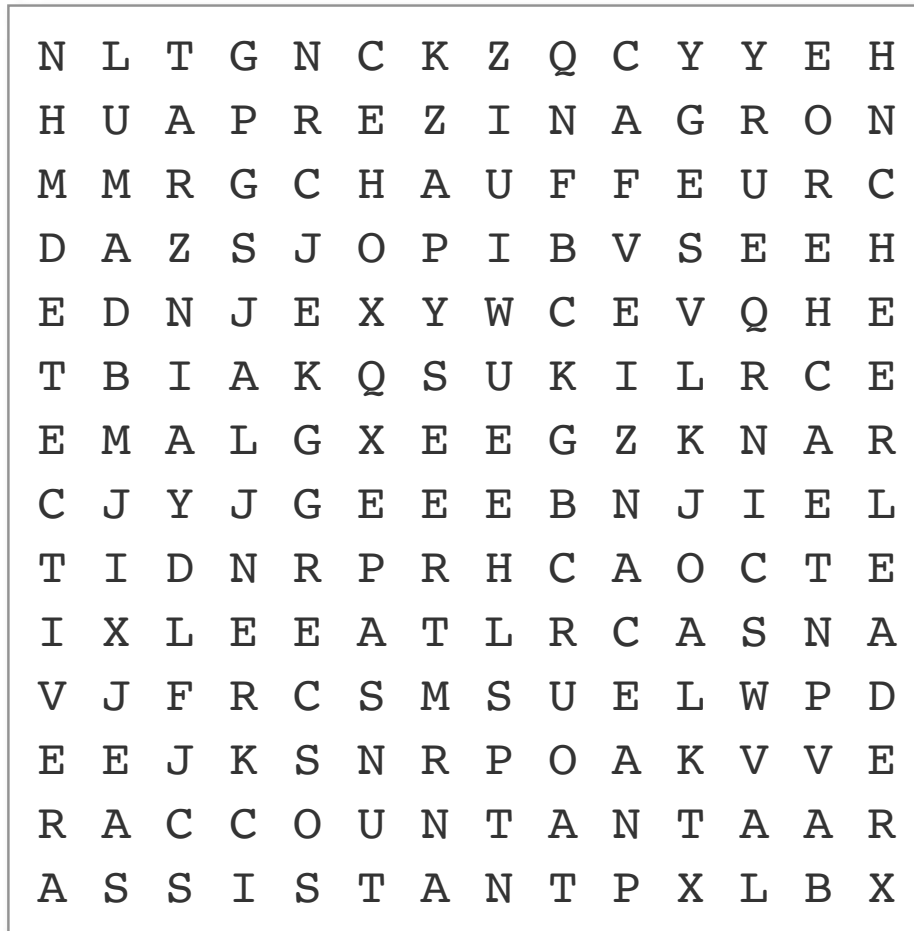 N L T G N C K Z Q C Y Y E H
H U A P R E Z I N A G R O N
M M R G C H A U F F E U R C
D A Z S J O P I B V S E E H
E D N J E X Y W C E V Q H E
T B I A K Q S U K I L R C E
E M A L G X E E G Z K N A R
C J Y J G E E E B N J I E L
T I D N R P R H C A O C T E
I X L E E A T L R C A S N A
V J F R C S M S U E L W P D
E E J K S N R P O A K V V E
R A C C O U N T A N T A A R
A S S I S T A N T P X L B X